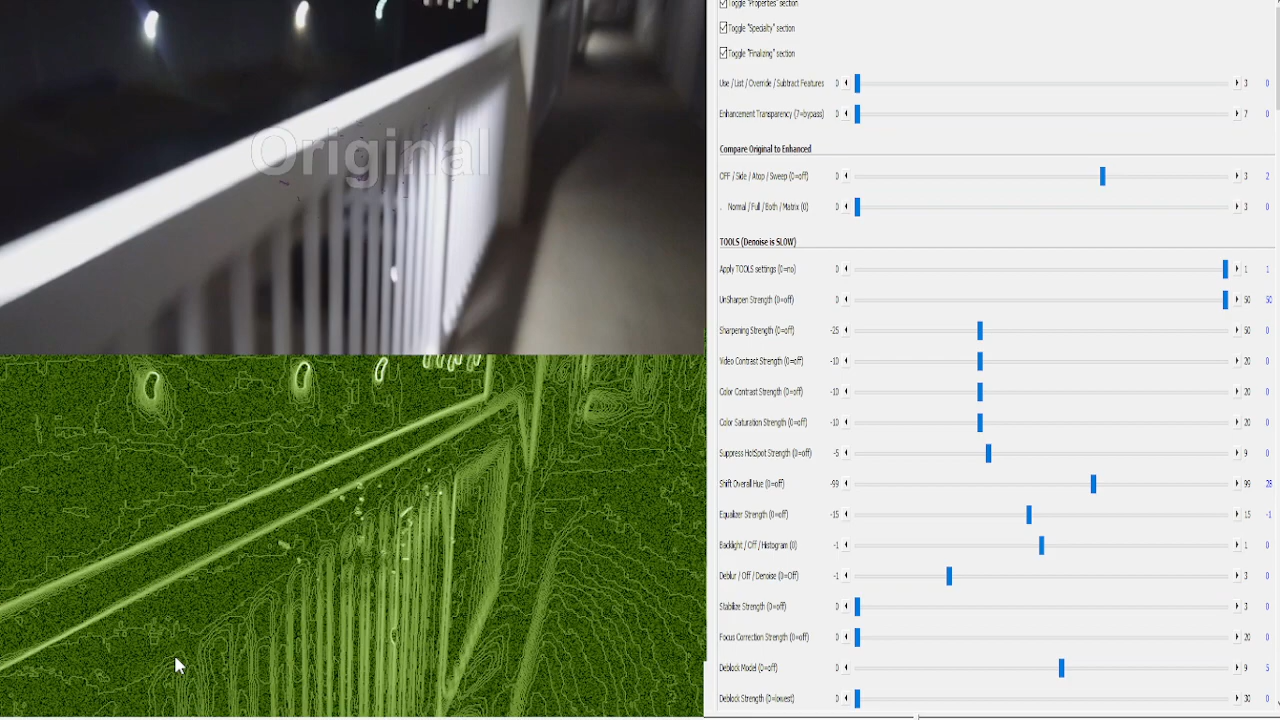 Toggle "Properties" section
Toggle "Specialty" section
Toggle "Finalizing" section
Use / List / Override / Subtract Features 0 3 0
Enhancement Transparency (7=bypass) 0 7 0
Compare Original to Enhanced
OFF / Side / Atop / Sweep (0=off) 0 3 2
. Normal / Full / Both / Matrix (0) 0 3 0
TOOLS (Denoise is SLOW)
Apply TOOLS settings (0=no) 0 1 1
UnSharpen Strength (0=off) 0 50 50
Sharpening Strength (0=off) -25 50 0
Video Contrast Strength (0=off) -10 20 0
Color Contrast Strength (0=off) -10 20 0
Color Saturation Strength (0=off) -10 20 0
Suppress HotSpot Strength (0=off) -5 9 0
Shift Overall Hue (0=off) -99 99 28
Equalizer Strength (0=off) -15 15 -1
Backlight / Off / Histogram (0) -1 1 0
Deblur / Off / Denoise (0=Off) -1 3 0
Stabilize Strength (0=off) 0 3 0
Focus Correction Strength (0=off) 0 20 0
Deblock Model (0=off) 0 9 5
Deblock Strength (0=lowest) 0 30 0
Original